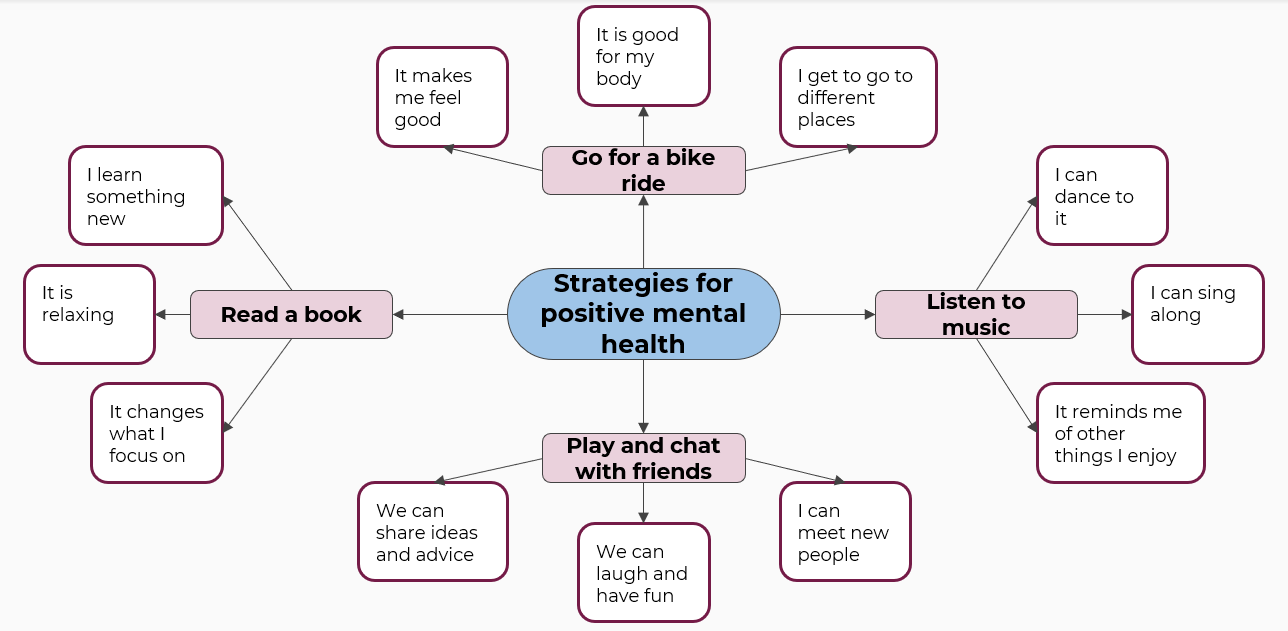 It is good
for my
body
It makes
me feel
good
I get to go to
different
places
Go for a bike
ride
I learn
something
new
I can
dance to
it
It is
relaxing
Read a book
Strategies for
positive mental
health
Listen to
music
I can sing
along
It changes
what I
focus on
It reminds me
of other
things I enjoy
Play and chat
with friends
We can
share ideas
and advice
We can
laugh and
have fun
I can
meet new
people